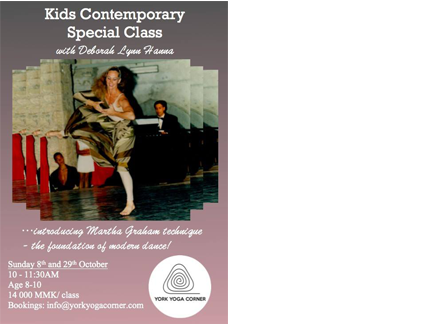 Kids Contemporary
Special Class
with Deborah Lynn Hanna
...introducing Martha Graham technique
- the foundation of modern dance!
Sunday 8th and 29th October
10 - 11:30AM
Age 8-10
14 000 MMK/ class
Bookings: info@yorkyogacorner.com
YORK YOGA CORNER